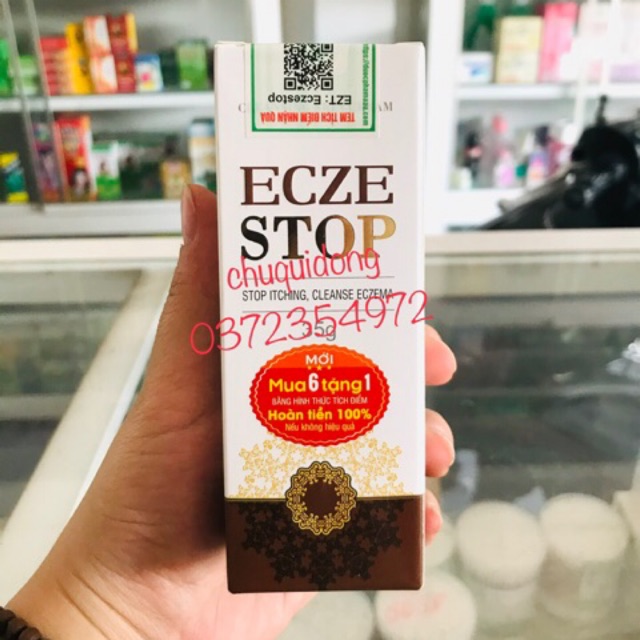 EZT: Eczestop
TEM TÍCH ĐIỂM NHẬN QUÀ
ECZE
STOP
chuquidong
STOP ITCHING, CLEANSE ECZEMA
0372354972
35g
MỚI
Mua 6 tặng 1
BẰNG HÌNH THỨC TÍCH ĐIỂM
Hoàn tiền 100%
Nếu không hiệu quả